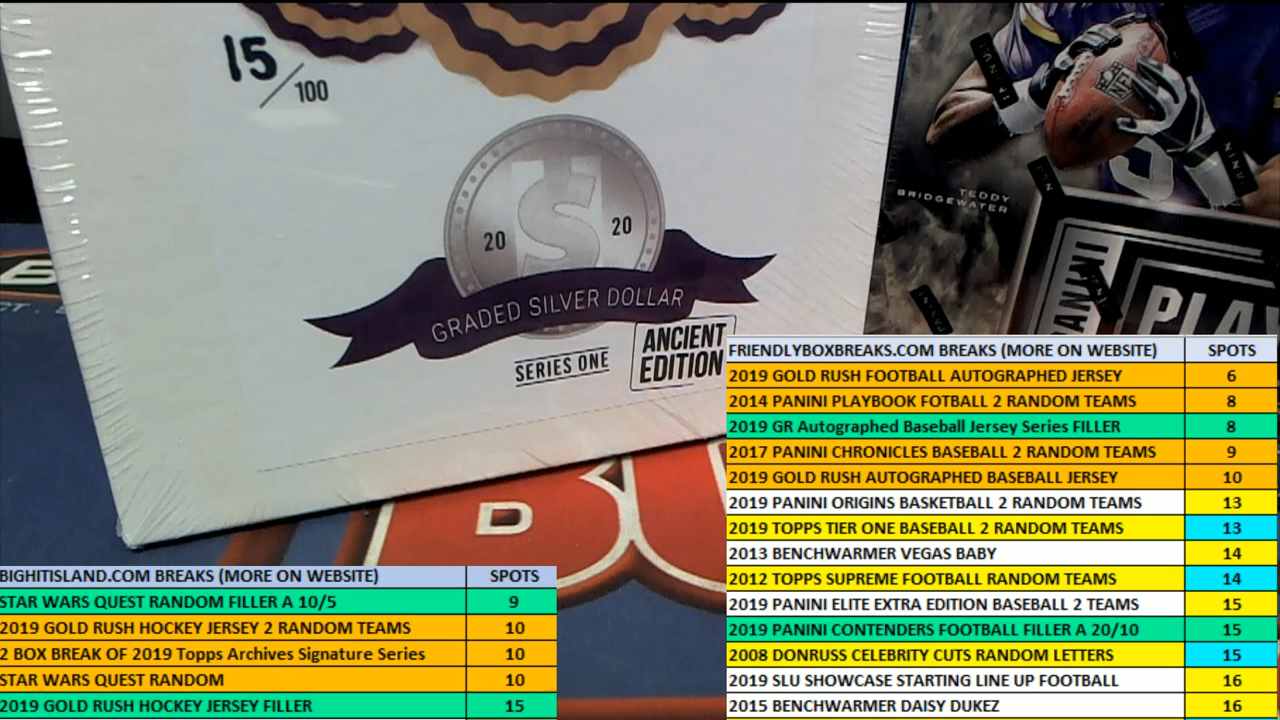 15/100
20 20
GRADED SILVER DOLLAR
SERIES ONE
ANCIENT
EDITION
TEDDY
BRIDGEWATER
NFL
PANINI
PLA
B
FRIENDLYBOXBREAKS.COM BREAKS (MORE ON WEBSITE) SPOTS
2019 GOLD RUSH FOOTBALL AUTOGRAPHED JERSEY 6
2014 PANINI PLAYBOOK FOTBALL 2 RANDOM TEAMS 8
2019 GR Autographed Baseball Jersey Series FILLER 8
2017 PANINI CHRONICLES BASEBALL 2 RANDOM TEAMS 9
2019 GOLD RUSH AUTOGRAPHED BASEBALL JERSEY 10
2019 PANINI ORIGINS BASKETBALL 2 RANDOM TEAMS 13
2019 TOPPS TIER ONE BASEBALL 2 RANDOM TEAMS 13
2013 BENCHWARMER VEGAS BABY 14
2012 TOPPS SUPREME FOOTBALL RANDOM TEAMS 14
2019 PANINI ELITE EXTRA EDITION BASEBALL 2 TEAMS 15
2019 PANINI CONTENDERS FOOTBALL FILLER A 20/10 15
2008 DONRUSS CELEBRITY CUTS RANDOM LETTERS 15
2019 SLU SHOWCASE STARTING LINE UP FOOTBALL 16
2015 BENCHWARMER DAISY DUKEZ 16
BIGHITISLAND.COM BREAKS (MORE ON WEBSITE) SPOTS
STAR WARS QUEST RANDOM FILLER A 10/5 9
2019 GOLD RUSH HOCKEY JERSEY 2 RANDOM TEAMS 10
2 BOX BREAK OF 2019 Topps Archives Signature Series 10
STAR WARS QUEST RANDOM 10
2019 GOLD RUSH HOCKEY JERSEY FILLER 15